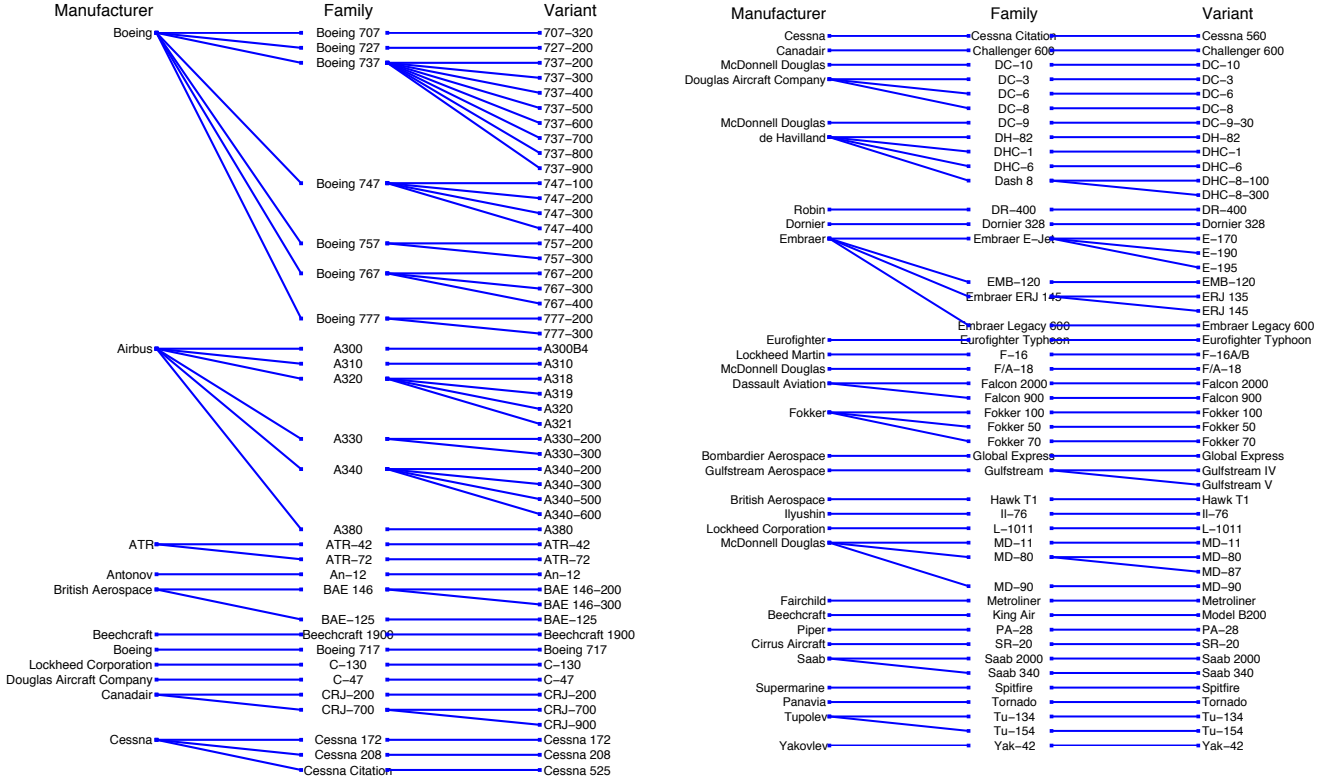 Manufacturer Family Variant
Boeing Boeing 707 707−320
Boeing 727 727−200
Boeing 737 737−200
737−300
737−400
737−500
737−600
737−700
737−800
737−900
Boeing 747 747−100
747−200
747−300
747−400
Boeing 757 757−200
757−300
Boeing 767 767−200
767−300
767−400
Boeing 777 777−200
777−300
Airbus A300 A300B4
A310 A310
A320 A318
A319
A320
A321
A330 A330−200
A330−300
A340 A340−200
A340−300
A340−500
A340−600
A380 A380
ATR ATR−42 ATR−42
ATR−72 ATR−72
Antonov An−12 An−12
British Aerospace BAE 146 BAE 146−200
BAE 146−300
BAE−125 BAE−125
Beechcraft Beechcraft 1900 Beechcraft 1900
Boeing Boeing 717 Boeing 717
Lockheed Corporation C−130 C−130
Douglas Aircraft Company C−47 C−47
Canadair CRJ−200 CRJ−200
CRJ−700 CRJ−700
CRJ−900
Cessna Cessna 172 Cessna 172
Cessna 208 Cessna 208
Cessna Citation Cessna 525
Manufacturer Family Variant
Cessna Cessna Citation Cessna 560
Canadair Challenger 600 Challenger 600
McDonnell Douglas DC−10 DC−10
Douglas Aircraft Company DC−3 DC−3
DC−6 DC−6
DC−8 DC−8
McDonnell Douglas DC−9 DC−9−30
de Havilland DH−82 DH−82
DHC−1 DHC−1
DHC−6 DHC−6
Dash 8 DHC−8−100
DHC−8−300
Robin DR−400 DR−400
Dornier Dornier 328 Dornier 328
Embraer Embraer E−Jet E−170
E−190
E−195
EMB−120 EMB−120
Embraer ERJ 145 ERJ 135
ERJ 145
Embraer Legacy 600 Embraer Legacy 600
Eurofighter Eurofighter Typhoon Eurofighter Typhoon
Lockheed Martin F−16 F−16A/B
McDonnell Douglas F/A−18 F/A−18
Dassault Aviation Falcon 2000 Falcon 2000
Falcon 900 Falcon 900
Fokker Fokker 100 Fokker 100
Fokker 50 Fokker 50
Fokker 70 Fokker 70
Bombardier Aerospace Global Express Global Express
Gulfstream Aerospace Gulfstream Gulfstream IV
Gulfstream V
British Aerospace Hawk T1 Hawk T1
Ilyushin Il−76 Il−76
Lockheed Corporation L−1011 L−1011
McDonnell Douglas MD−11 MD−11
MD−80 MD−80
MD−87
MD−90 MD−90
Fairchild Metroliner Metroliner
Beechcraft King Air Model B200
Piper PA−28 PA−28
Cirrus Aircraft SR−20 SR−20
Saab Saab 2000 Saab 2000
Saab 340 Saab 340
Supermarine Spitfire Spitfire
Panavia Tornado Tornado
Tupolev Tu−134 Tu−134
Tu−154 Tu−154
Yakovlev Yak−42 Yak−42